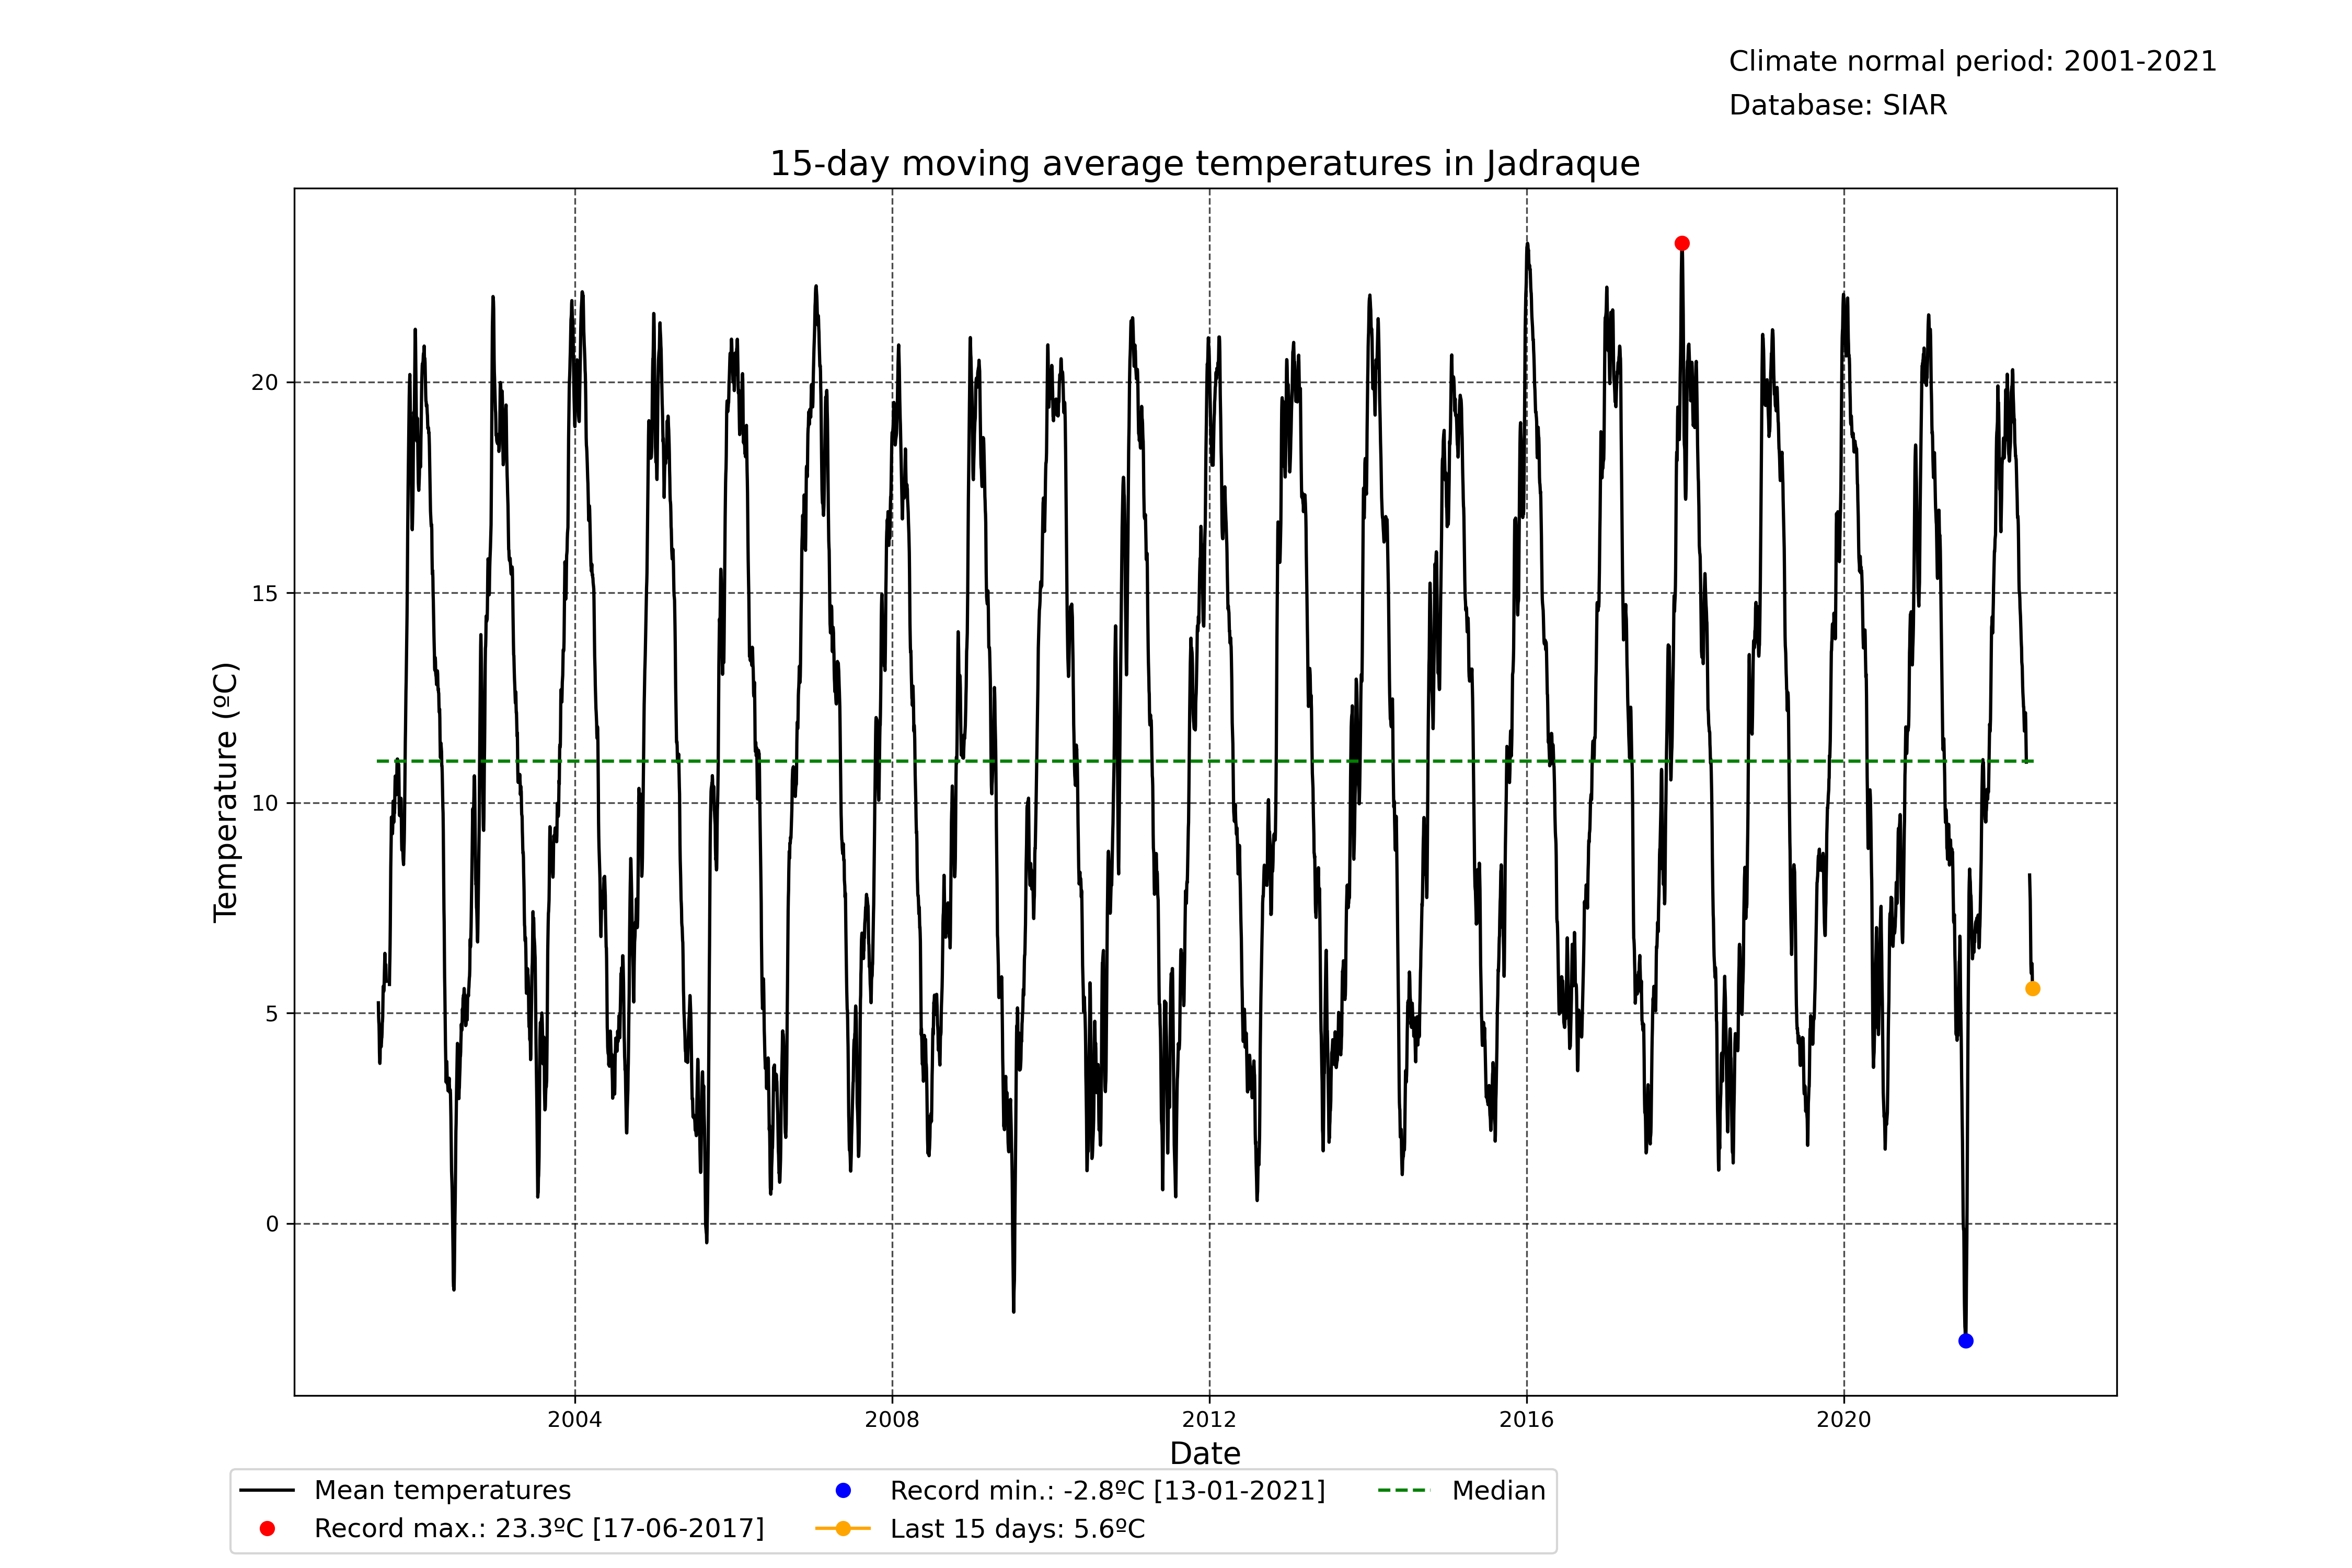 Climate normal period: 2001-2021
Database: SIAR
15-day moving average temperatures in Jadraque
Temperature (ºC)
20
15
10
5
0
2004
2008
2012
2016
2020
Date
Mean temperatures
Record max.: 23.3ºC [17-06-2017]
Record min.: -2.8ºC [13-01-2021]
Last 15 days: 5.6ºC
Median